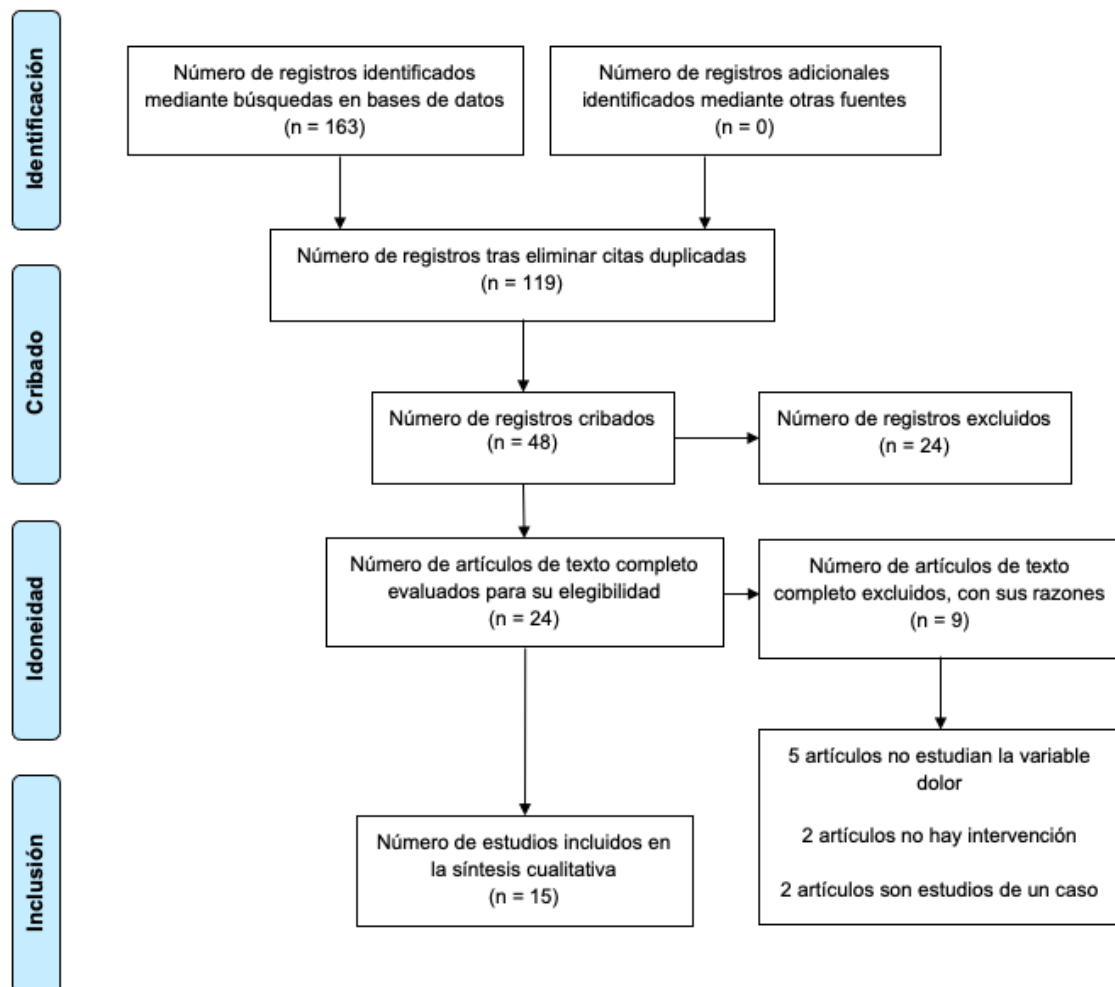 Identificación
Número de registros identificados
mediante búsquedas en bases de datos
(n = 163)
Número de registros adicionales
identificados mediante otras fuentes
(n = 0)
Número de registros tras eliminar citas duplicadas
(n = 119)
Cribado
Número de registros cribados
(n = 48)
Número de registros excluidos
(n = 24)
Idoneidad
Número de artículos de texto completo
evaluados para su elegibilidad
(n = 24)
Número de artículos de texto
completo excluidos, con sus razones
(n = 9)
5 artículos no estudian la variable
dolor
2 artículos no hay intervención
2 artículos son estudios de un caso
Inclusión
Número de estudios incluidos en
la síntesis cualitativa
(n = 15)